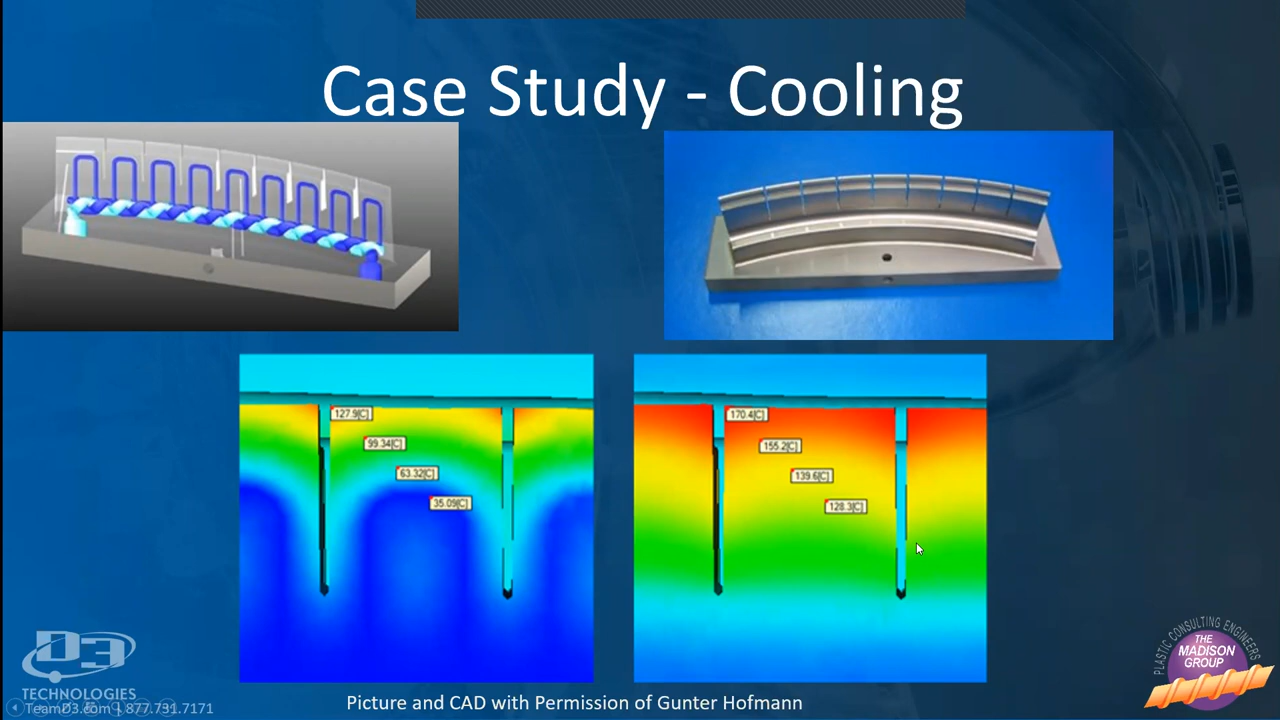 Case Study - Cooling
127.9[C]
99.34[C]
63.32[C]
35.09[C]
170.4[C]
155.2[C]
139.6[C]
128.3[C]
D3
TECHNOLOGIES
TeamD3.com | 877.731.7171
Picture and CAD with Permission of Gunter Hofmann
PLASTIC CONSULTING ENGINEERS
THE
MADISON
GROUP